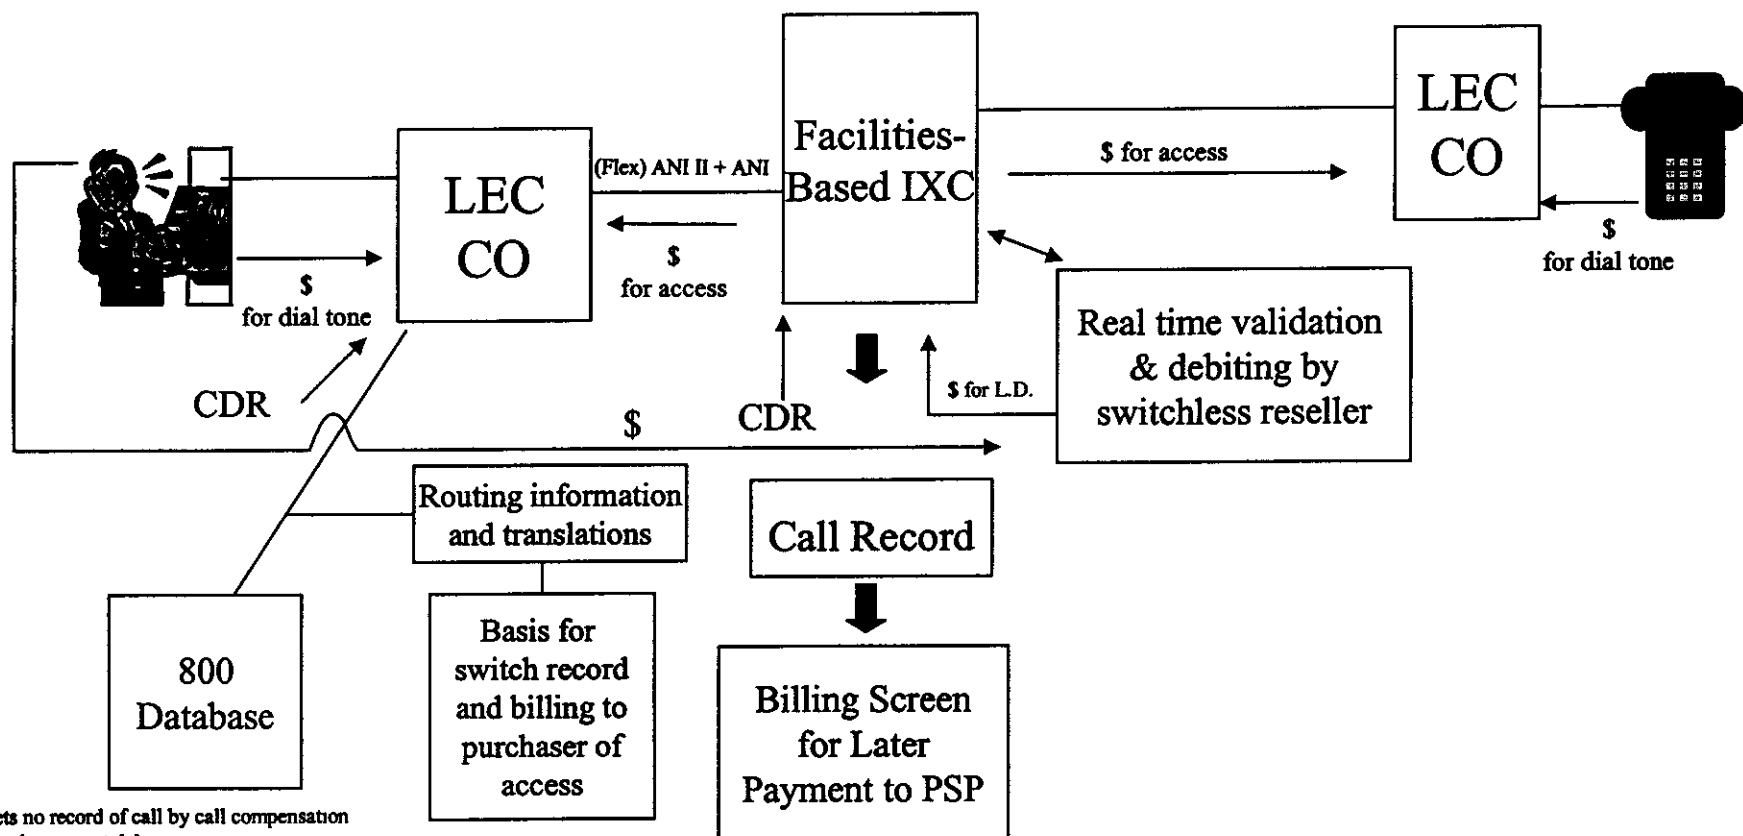 Facilities-
Based IXC
LEC
CO
$ for access
$
for dial tone
(Flex) ANI II + ANI
LEC
CO
$
for dial tone
$
for access
Real time validation
& debiting by
switchless reseller
$ for L.D.
CDR
CDR
$
Routing information
and translations
Call Record
800
Database
Basis for
switch record
and billing to
purchaser of
access
Billing Screen
for Later
Payment to PSP
no record of call by call compensation